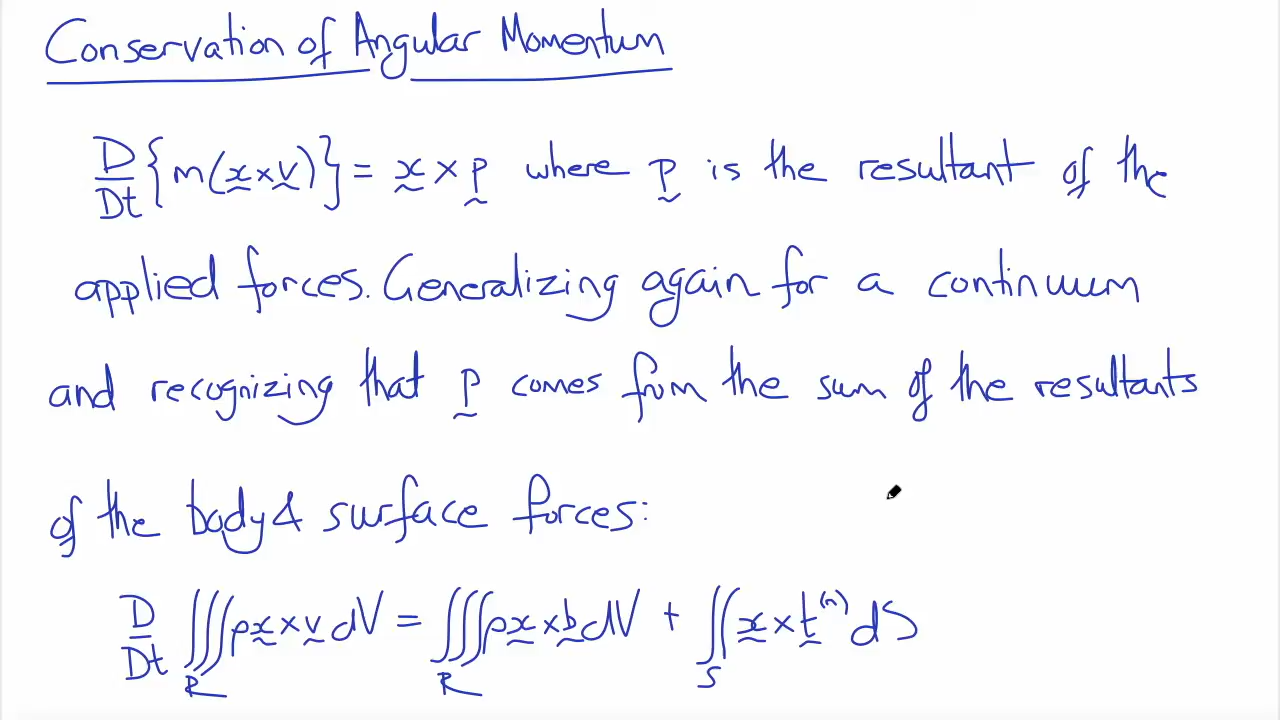 Conservation of Angular Momentum
D/Dt {m(x̰ × v̰)} = x̰ × p̰ where p̰ is the resultant of the
applied forces. Generalizing again for a continuum
and recognizing that p̰ comes from the sum of the resultants
of the body & surface forces:
D/Dt ∭_R ρx̰ × v̰ dV = ∭_R ρx̰ × b̰ dV + ∬_S x̰ × t̰⁽ⁿ⁾ dS